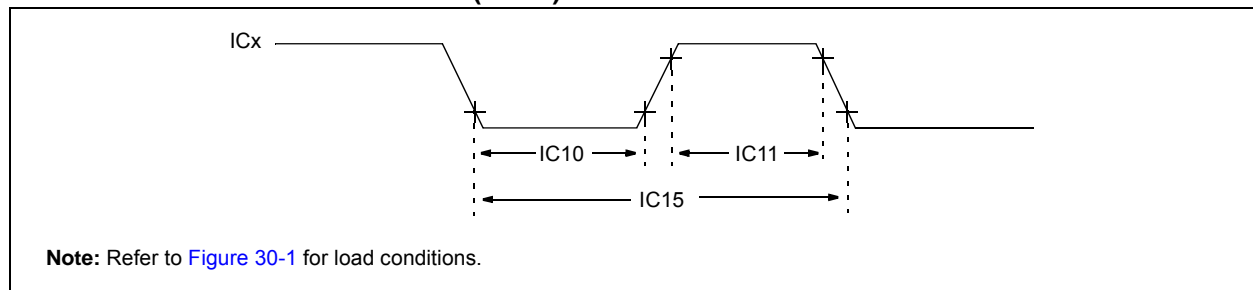 ICx
IC10
IC11
IC15
Note: Refer to Figure 30-1 for load conditions.